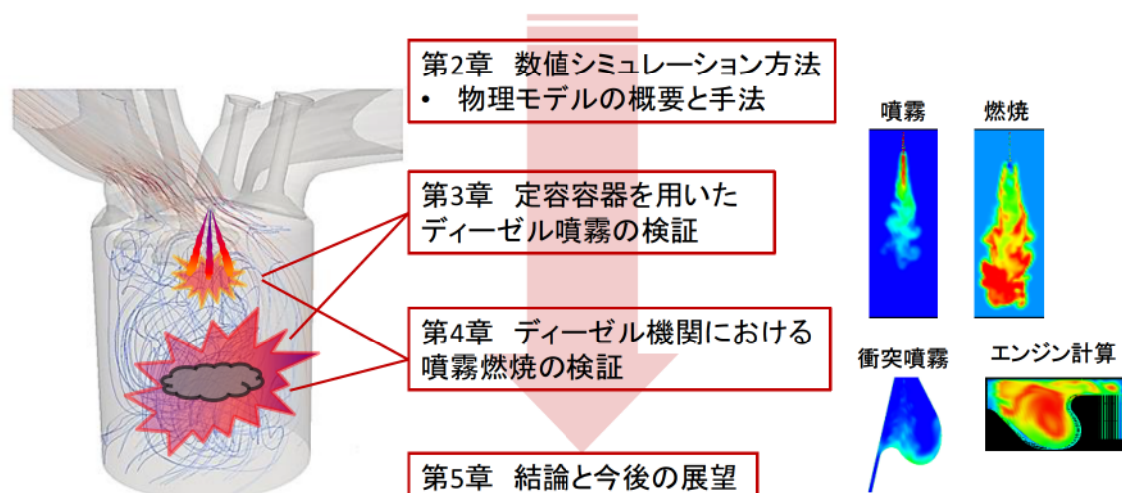 第2章 数値シミュレーション方法
• 物理モデルの概要と手法
第3章 定容容器を用いた
ディーゼル噴霧の検証
第4章 ディーゼル機関における
噴霧燃焼の検証
第5章 結論と今後の展望
噴霧
燃焼
衝突噴霧
エンジン計算